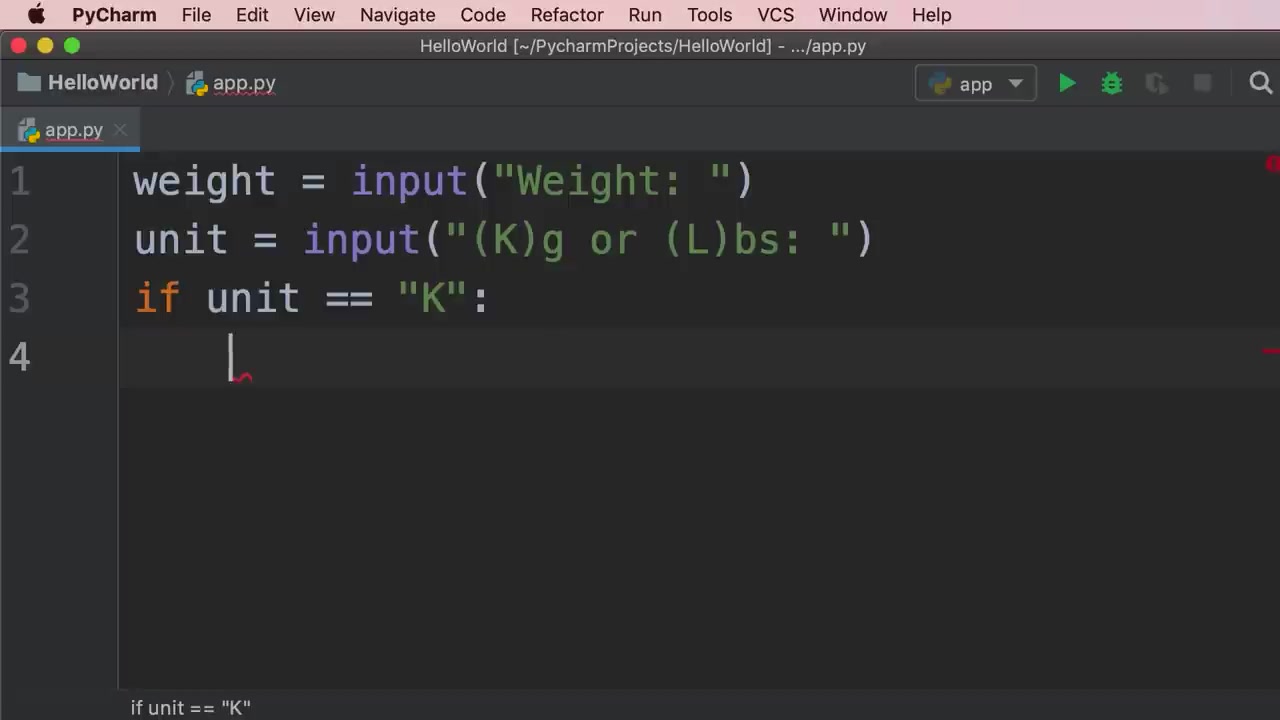 PyCharm File Edit View Navigate Code Refactor Run Tools VCS Window Help
HelloWorld [~/PycharmProjects/HelloWorld] - .../app.py
HelloWorld app.py app
app.py
1 weight = input("Weight: ")
2 unit = input("(K)g or (L)bs: ")
3 if unit == "K":
4
if unit == "K"